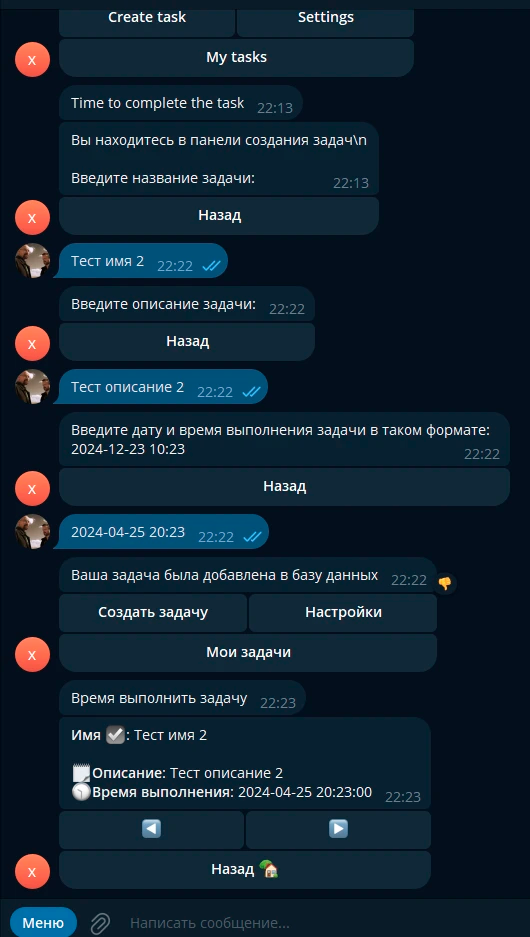 Create task
Settings
My tasks
x
Time to complete the task 22:13
Вы находитесь в панели создания задач\n
Введите название задачи: 22:13
Назад
x
Тест имя 2 22:22
Введите описание задачи: 22:22
Назад
x
Тест описание 2 22:22
Введите дату и время выполнения задачи в таком формате:
2024-12-23 10:23 22:22
Назад
x
2024-04-25 20:23 22:22
Ваша задача была добавлена в базу данных 22:22
Создать задачу
Настройки
Мои задачи
x
Время выполнить задачу 22:23
Имя ☑️: Тест имя 2
🗒Описание: Тест описание 2
🕥Время выполнения: 2024-04-25 20:23:00 22:23
Назад 🏡
x
Меню
Написать сообщение...